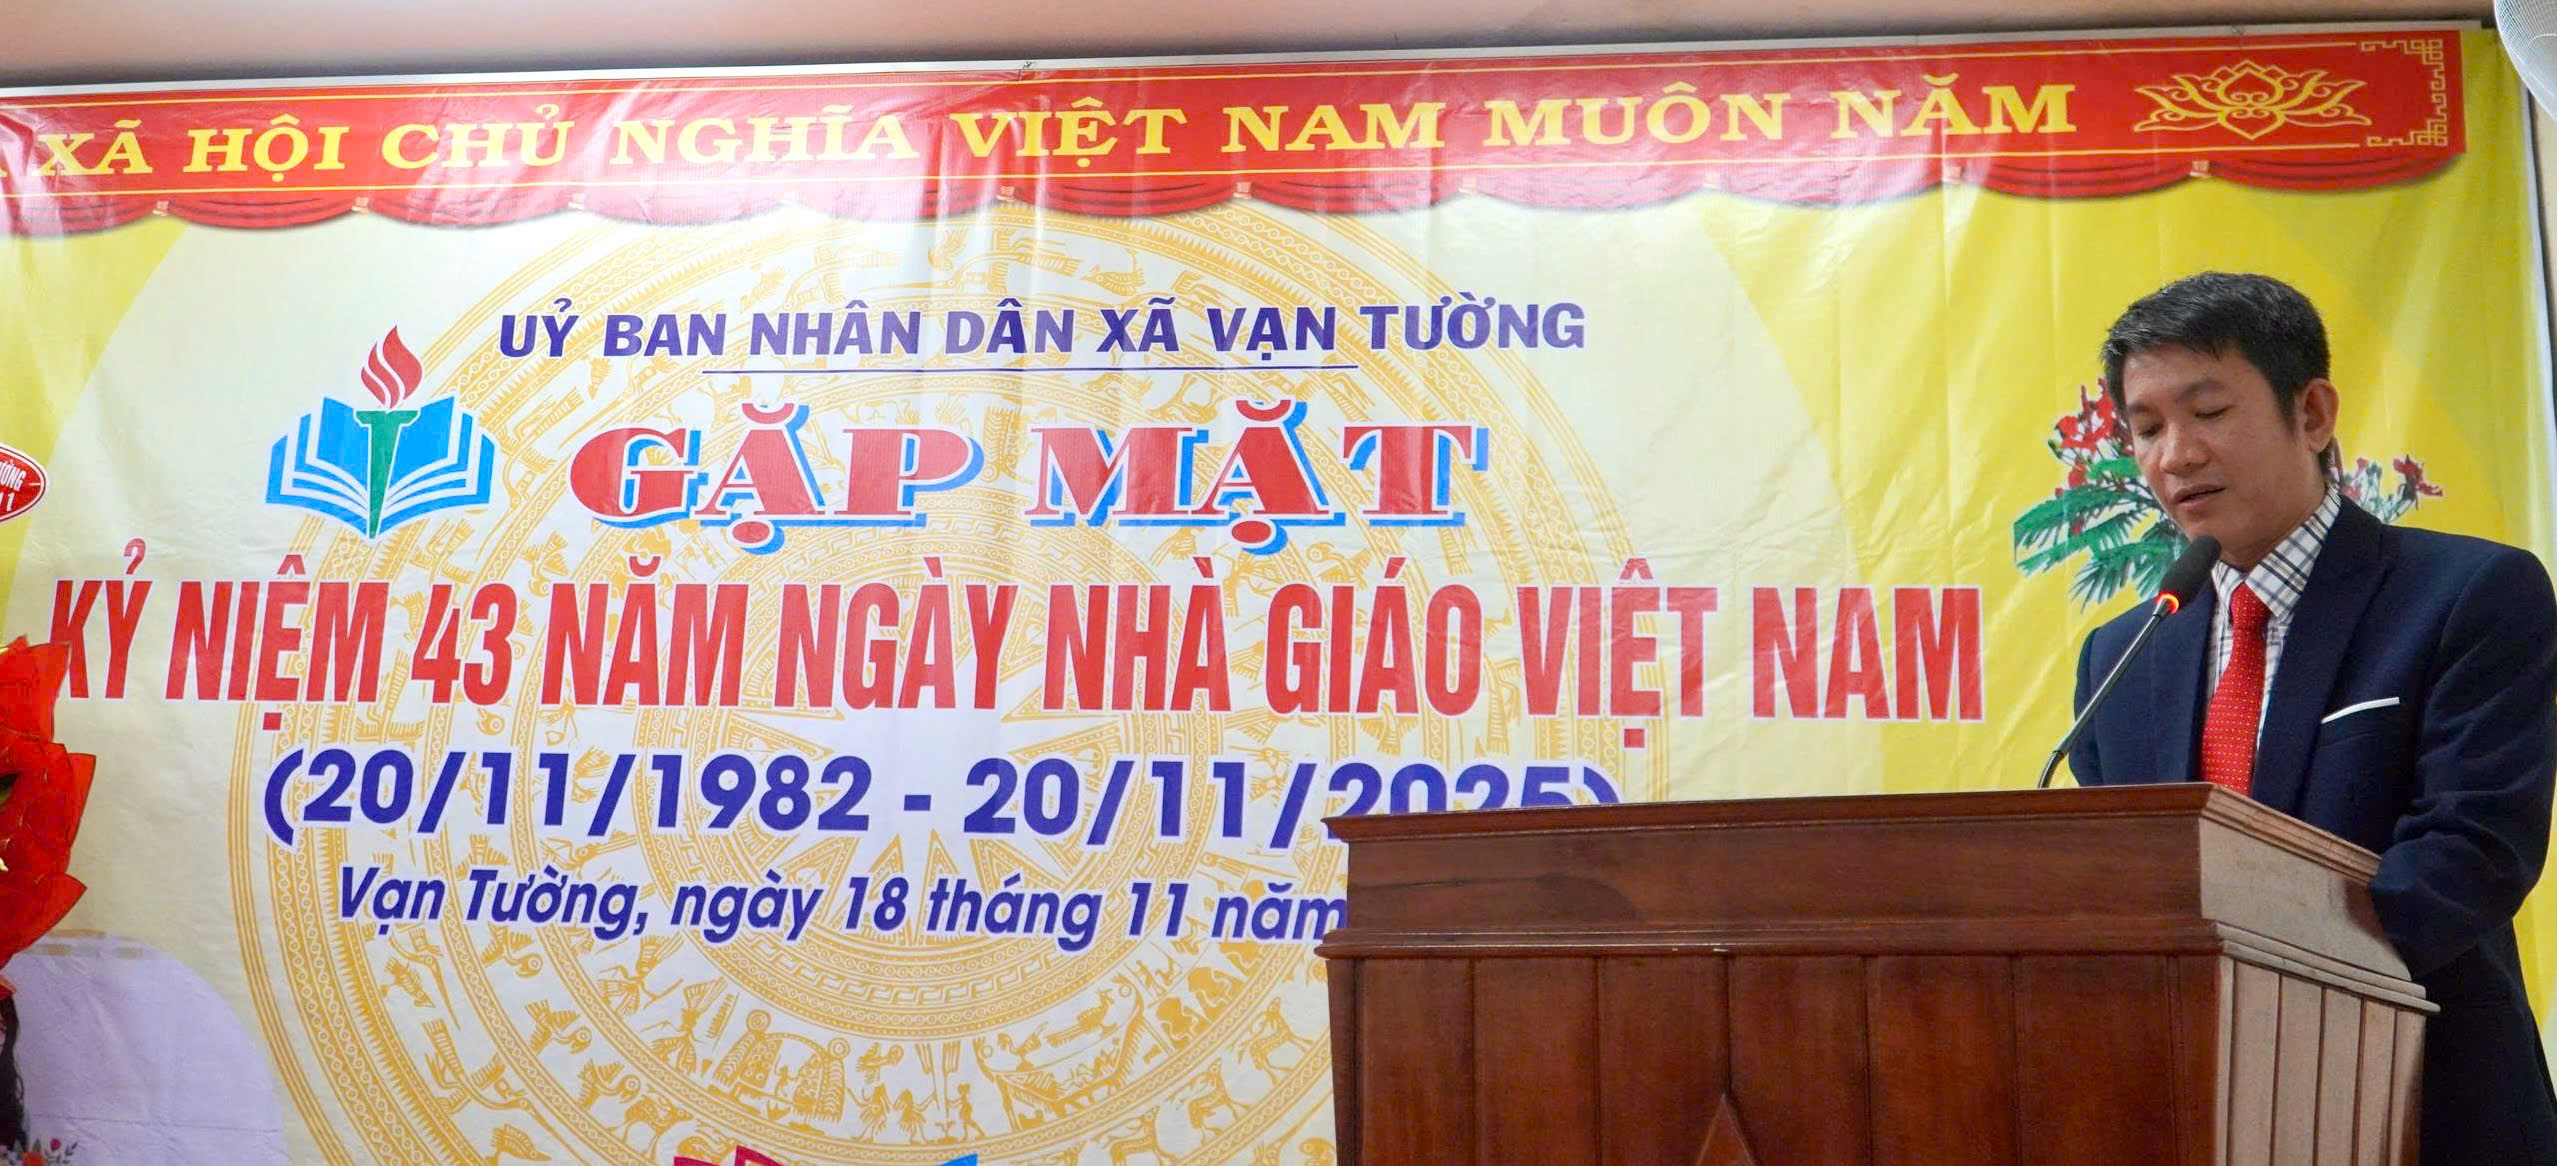 XÃ HỘI CHỦ NGHĨA VIỆT NAM MUÔN NĂM
UỶ BAN NHÂN DÂN XÃ VẠN TƯỜNG
GẶP MẶT
KỶ NIỆM 43 NĂM NGÀY NHÀ GIÁO VIỆT NAM
(20/11/1982 - 20/11/2025)
Vạn Tường, ngày 18 tháng 11 năm